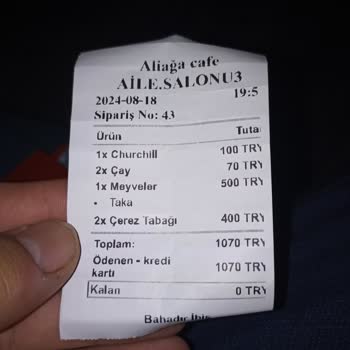 Aliağa cafe
AİLE.SALONU3
2024-08-18 19:5
Sipariş No: 43
Ürün Tuta
1x Churchill 100 TRY
2x Çay 70 TRY
1x Meyveler 500 TRY
- Taka
2x Çerez Tabağı 400 TRY
Toplam: 1070 TRY
Ödenen - kredi kartı 1070 TRY
Kalan 0 TRY
Bahadır